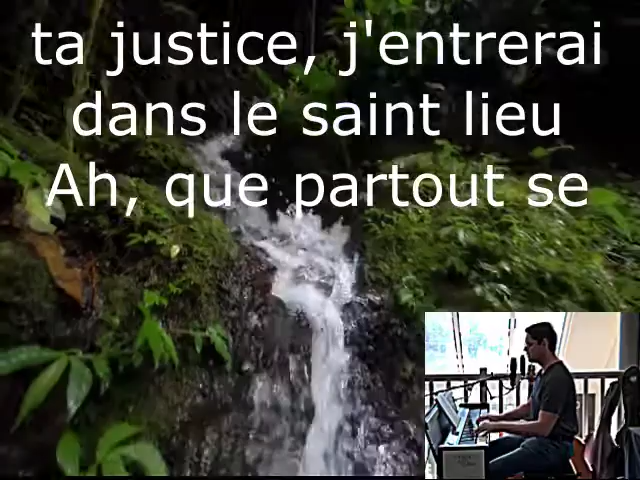 ta justice, j'entrerai
dans le saint lieu
Ah, que partout se